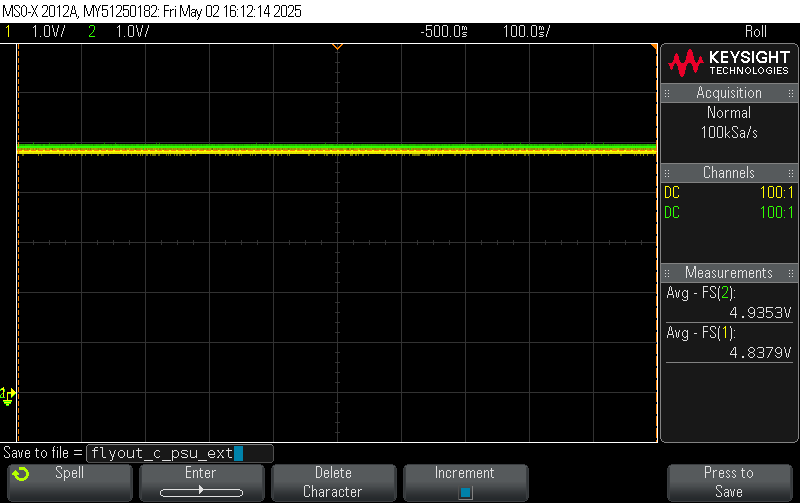 MSO-X 2012A, MY51250182: Fri May 02 16:12:14 2025
1 1.0V/ 2 1.0V/ -500.0ms 100.0ms/ Roll
KEYSIGHT
TECHNOLOGIES
Acquisition
Normal
100kSa/s
Channels
DC 100:1
DC 100:1
Measurements
Avg - FS(2):
4.9353V
Avg - FS(1):
4.8379V
Save to file = flyout_c_psu_ext
Spell
Enter
Delete
Character
Increment
Press to
Save